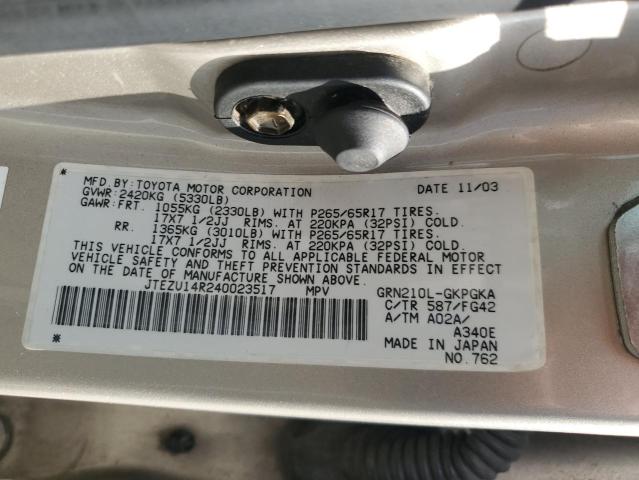 MFD. BY: TOYOTA MOTOR CORPORATION DATE 11/03
GVWR: 2420KG (5330LB)
GAWR: FRT. 1055KG (2330LB) WITH P265/65R17 TIRES.
17X7 1/2JJ RIMS. AT 220KPA (32PSI) COLD.
RR. 1365KG (3010LB) WITH P265/65R17 TIRES.
17X7 1/2JJ RIMS. AT 220KPA (32PSI) COLD.
THIS VEHICLE CONFORMS TO ALL APPLICABLE FEDERAL MOTOR
VEHICLE SAFETY AND THEFT PREVENTION STANDARDS IN EFFECT
ON THE DATE OF MANUFACTURE SHOWN ABOVE.
JTEZU14R240023517 MPV GRN210L-GKPGKA
C/TR 587/FG42
A/TM A02A/
A340E
MADE IN JAPAN
NO. 762